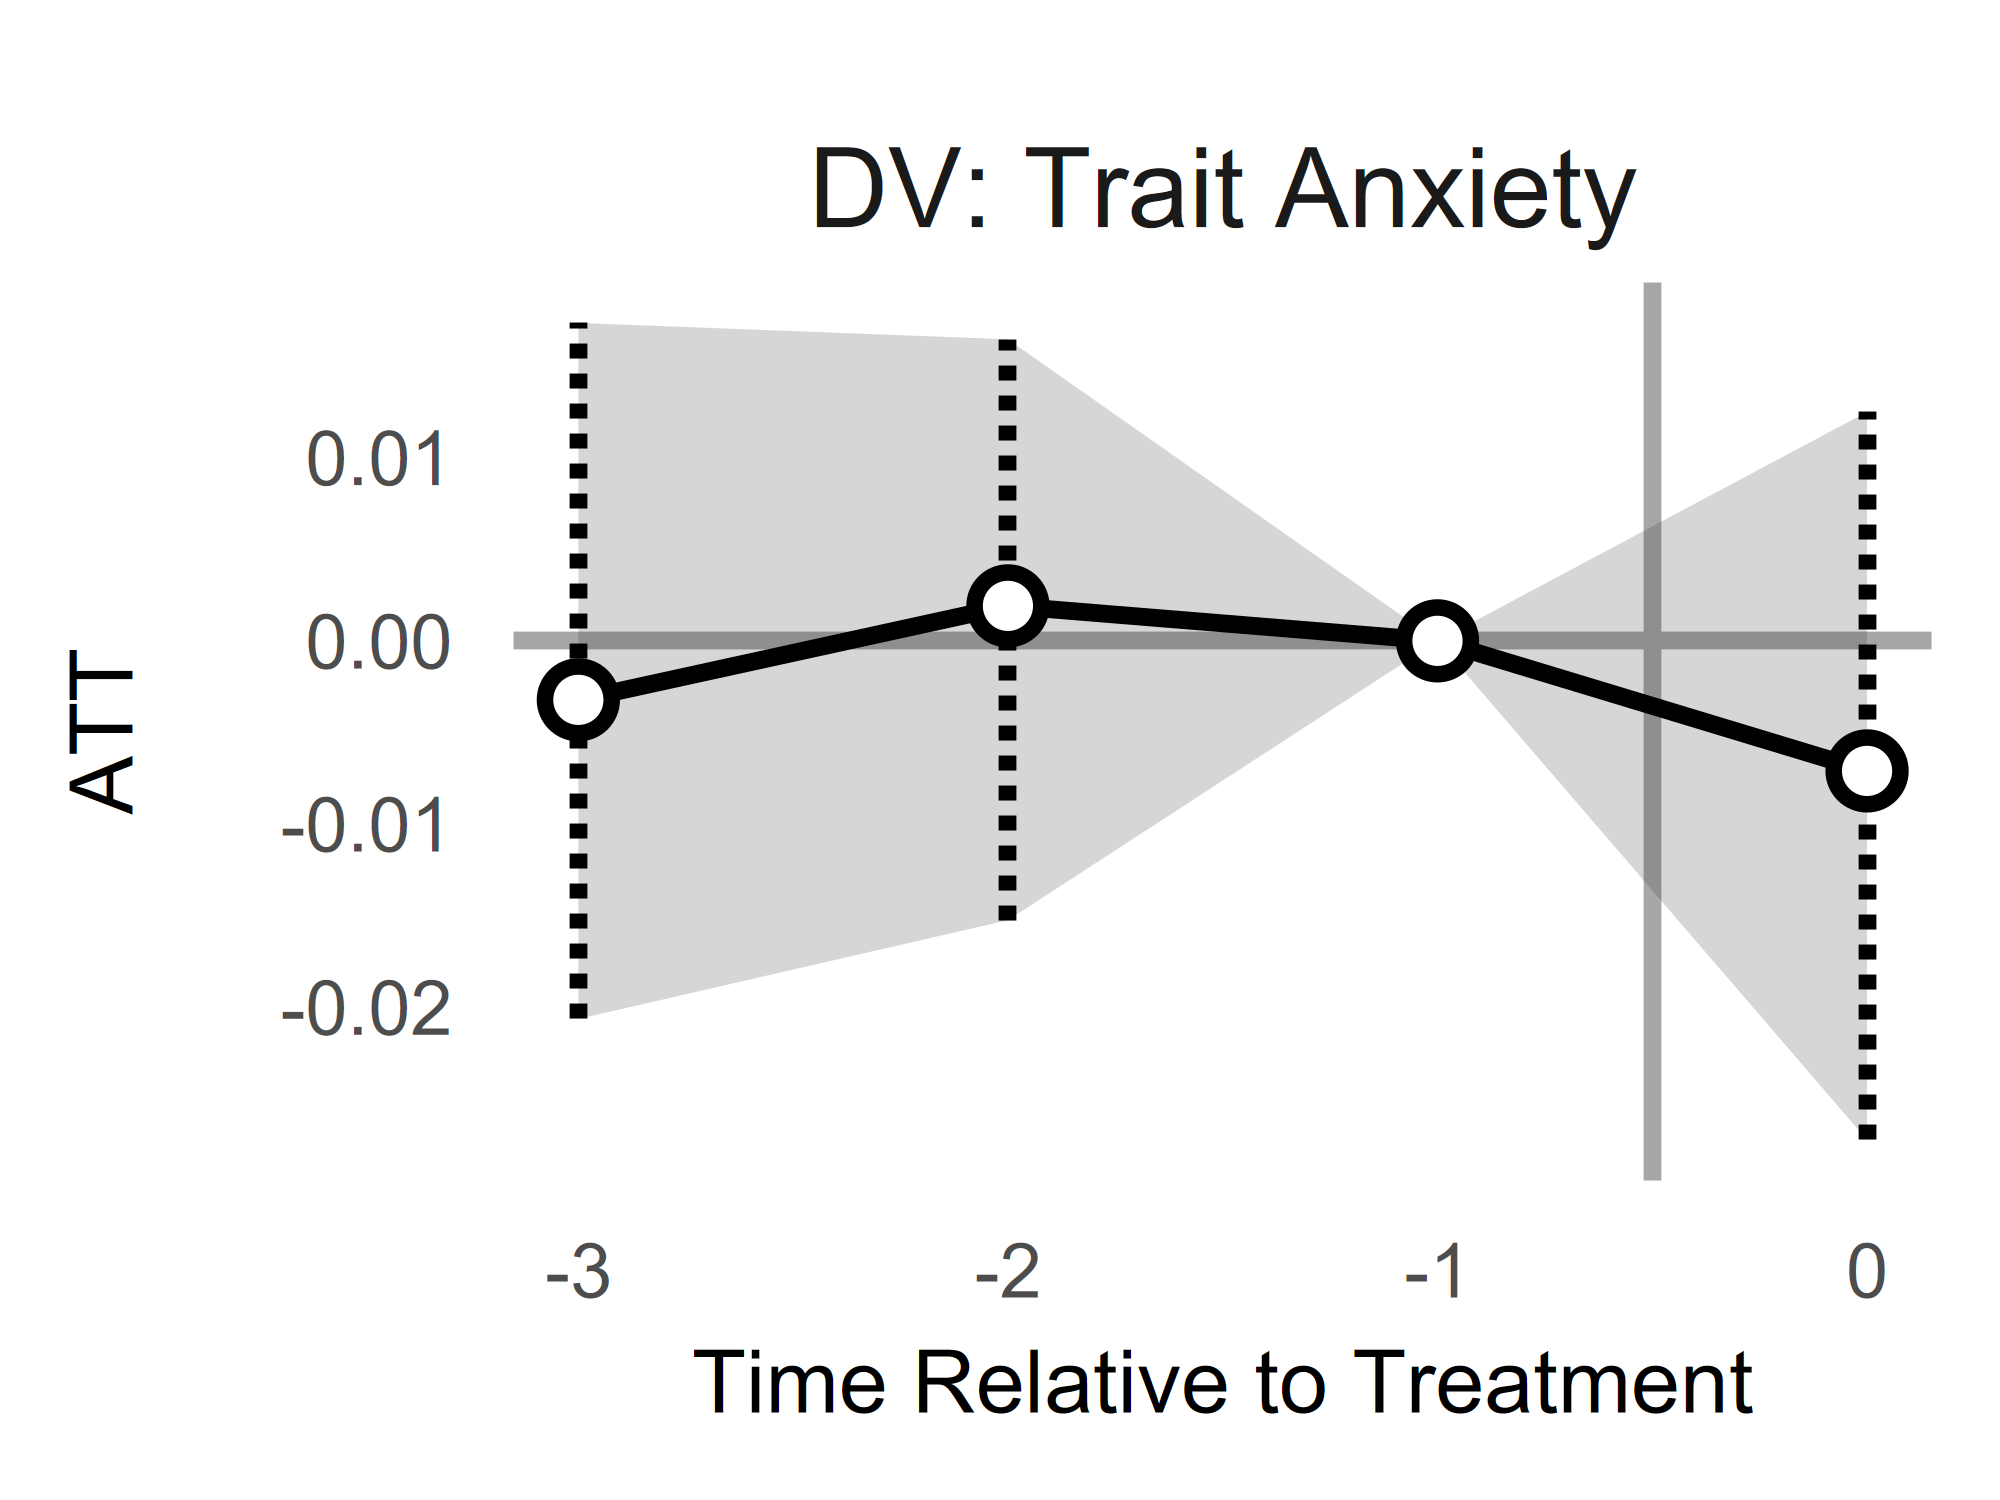 DV: Trait Anxiety
0.01
0.00
-0.01
-0.02
ATT
-3 -2 -1 0
Time Relative to Treatment